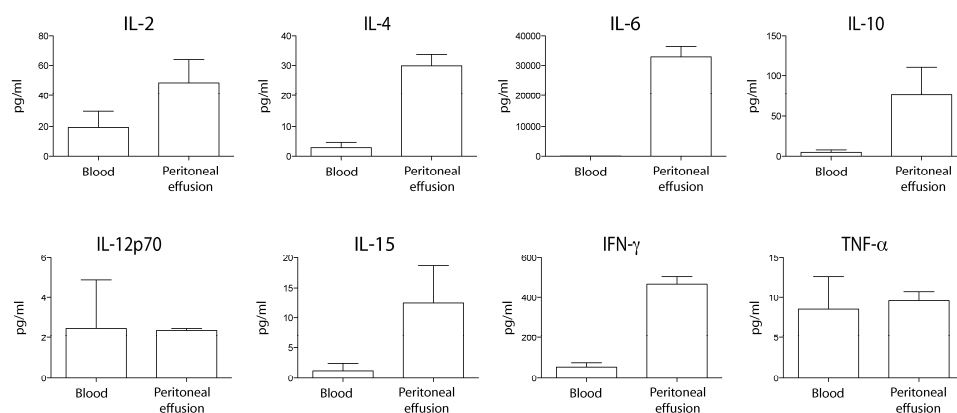 IL-2
IL-4
IL-6
IL-10
80
60
40
20
0
pg/ml
Blood
Peritoneal
effusion
40
30
20
10
0
pg/ml
Blood
Peritoneal
effusion
40000
30000
20000
10000
0
pg/ml
Blood
Peritoneal
effusion
150
100
50
0
pg/ml
Blood
Peritoneal
effusion
IL-12p70
IL-15
IFN-γ
TNF-α
6
4
2
0
pg/ml
Blood
Peritoneal
effusion
20
15
10
5
0
pg/ml
Blood
Peritoneal
effusion
600
400
200
0
pg/ml
Blood
Peritoneal
effusion
15
10
5
0
pg/ml
Blood
Peritoneal
effusion